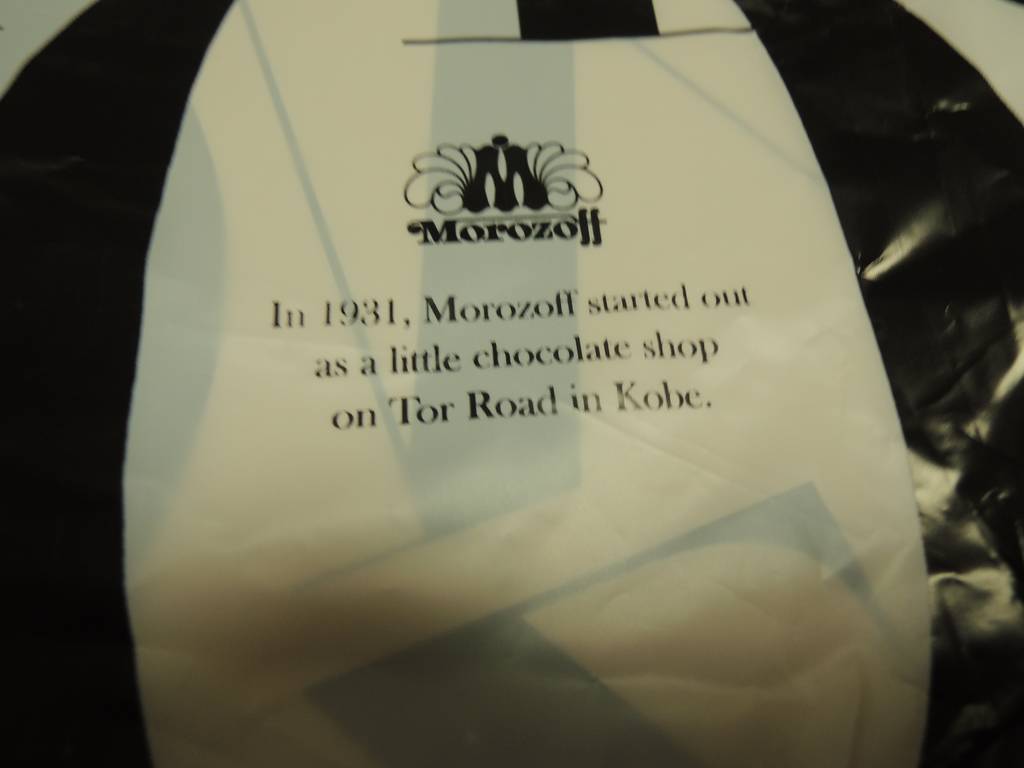 M
Morozoff
In 1931, Morozoff started out
as a little chocolate shop
on Tor Road in Kobe.